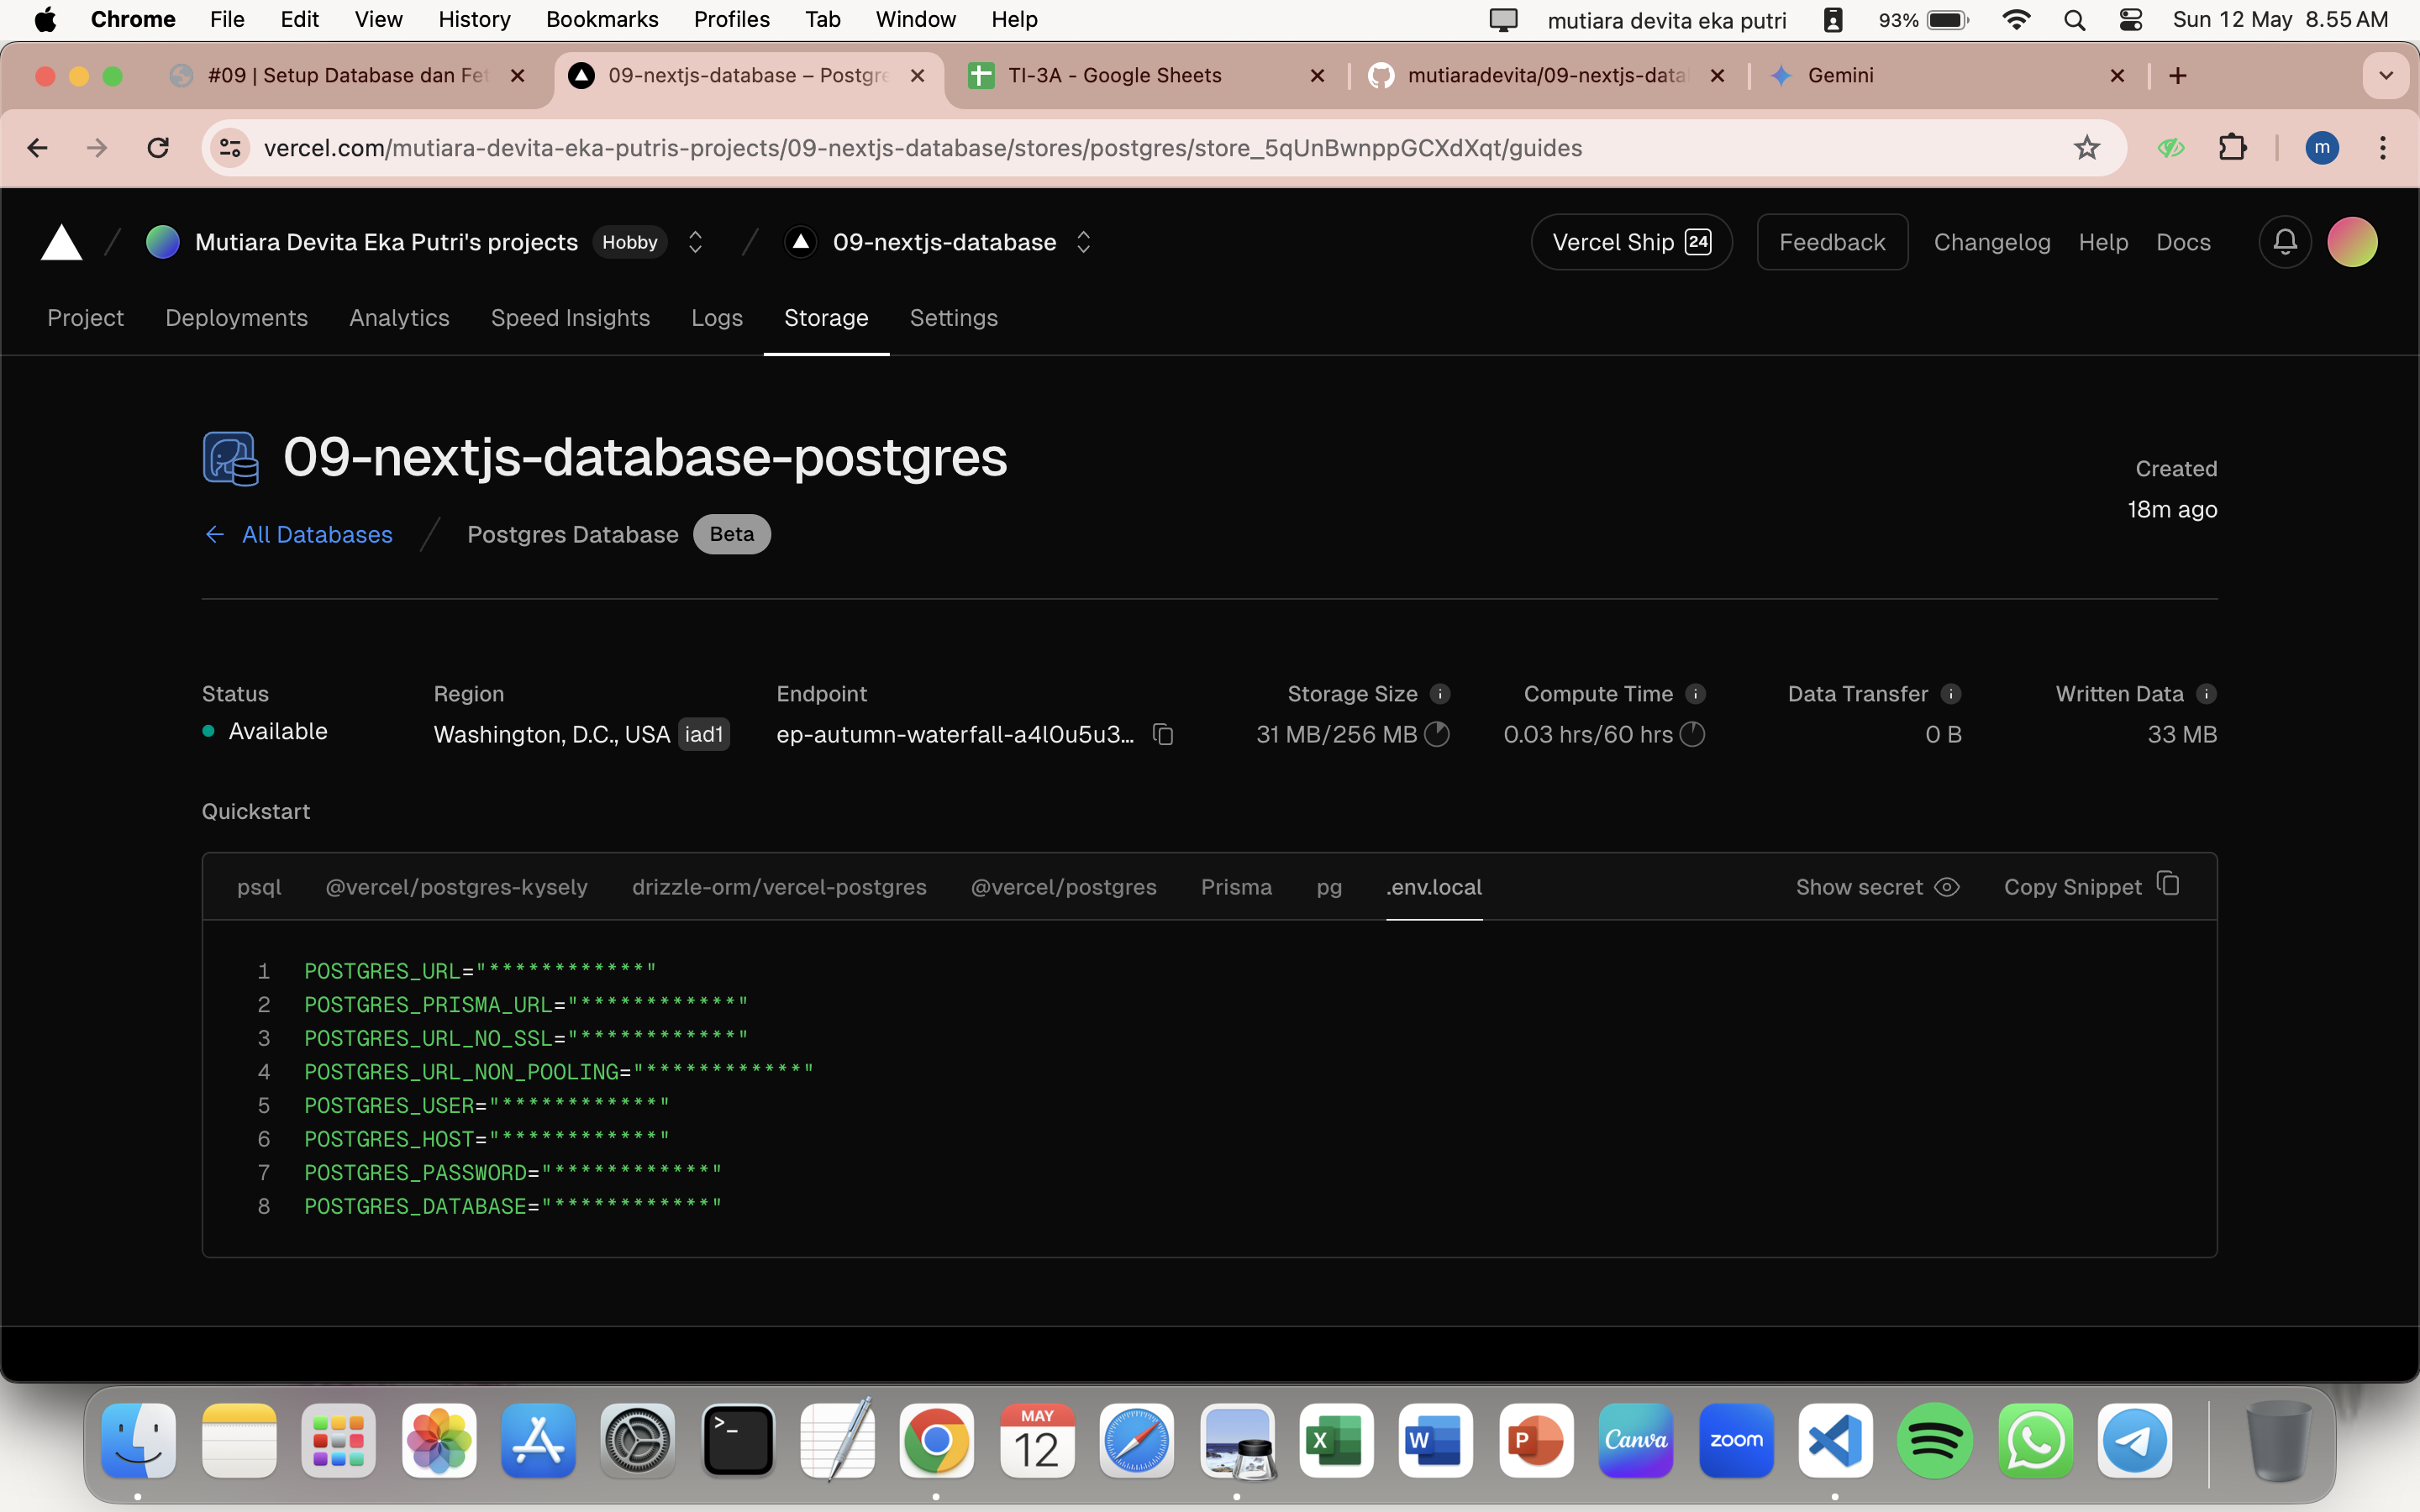 Chrome File Edit View History Bookmarks Profiles Tab Window Help mutiara devita eka putri 93% Sun 12 May 8.55 AM
#09 | Setup Database dan Fet 09-nextjs-database – Postgre TI-3A - Google Sheets mutiaradevita/09-nextjs-data Gemini
vercel.com/mutiara-devita-eka-putris-projects/09-nextjs-database/stores/postgres/store_5qUnBwnppGCXdXqt/guides m
Mutiara Devita Eka Putri's projects Hobby 09-nextjs-database Vercel Ship 24 Feedback Changelog Help Docs
Project Deployments Analytics Speed Insights Logs Storage Settings
09-nextjs-database-postgres
Created
18m ago
← All Databases / Postgres Database Beta
Status Region Endpoint Storage Size Compute Time Data Transfer Written Data
Available Washington, D.C., USA iad1 ep-autumn-waterfall-a4l0u5u3... 31 MB/256 MB 0.03 hrs/60 hrs 0 B 33 MB
Quickstart
psql @vercel/postgres-kysely drizzle-orm/vercel-postgres @vercel/postgres Prisma pg .env.local Show secret Copy Snippet
1 POSTGRES_URL="************"
2 POSTGRES_PRISMA_URL="************"
3 POSTGRES_URL_NO_SSL="************"
4 POSTGRES_URL_NON_POOLING="************"
5 POSTGRES_USER="************"
6 POSTGRES_HOST="************"
7 POSTGRES_PASSWORD="************"
8 POSTGRES_DATABASE="************"
MAY
12
X W P Canva zoom